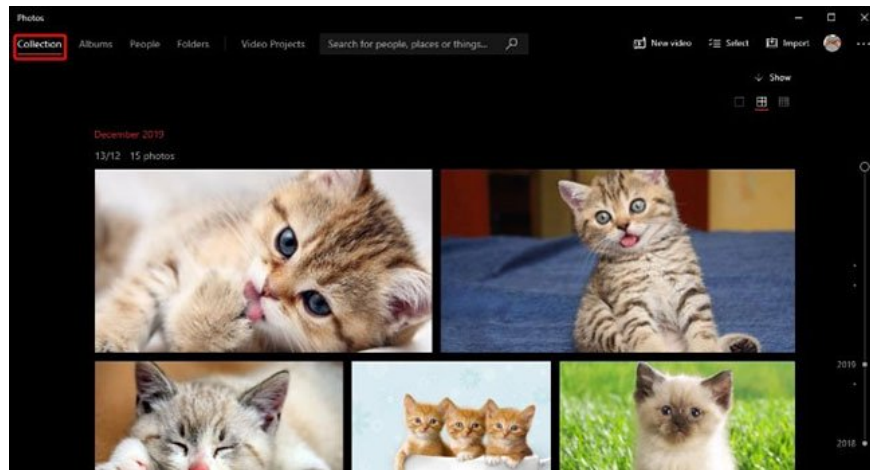 Photos
Collection Albums People Folders Video Projects Search for people, places or things... New video Select Import
Show
December 2019
13/12 15 photos
2019
2018